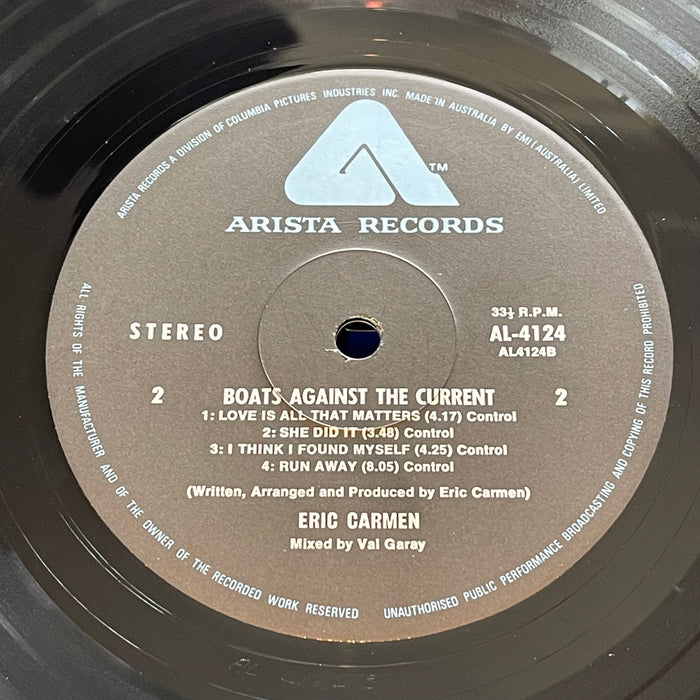 ARISTA RECORDS A DIVISION OF COLUMBIA PICTURES INDUSTRIES INC. MADE IN AUSTRALIA BY EMI (AUSTRALIA) LIMITED
TM
ARISTA RECORDS
33⅓ R.P.M.
STEREO
AL-4124
AL4124B
2 BOATS AGAINST THE CURRENT 2
1: LOVE IS ALL THAT MATTERS (4.17) Control
2: SHE DID IT (3.48) Control
3: I THINK I FOUND MYSELF (4.25) Control
4: RUN AWAY (8.05) Control
(Written, Arranged and Produced by Eric Carmen)
ERIC CARMEN
Mixed by Val Garay
ALL RIGHTS OF THE MANUFACTURER AND OF THE OWNER OF THE RECORDED WORK RESERVED
UNAUTHORISED PUBLIC PERFORMANCE BROADCASTING AND COPYING OF THIS RECORD PROHIBITED